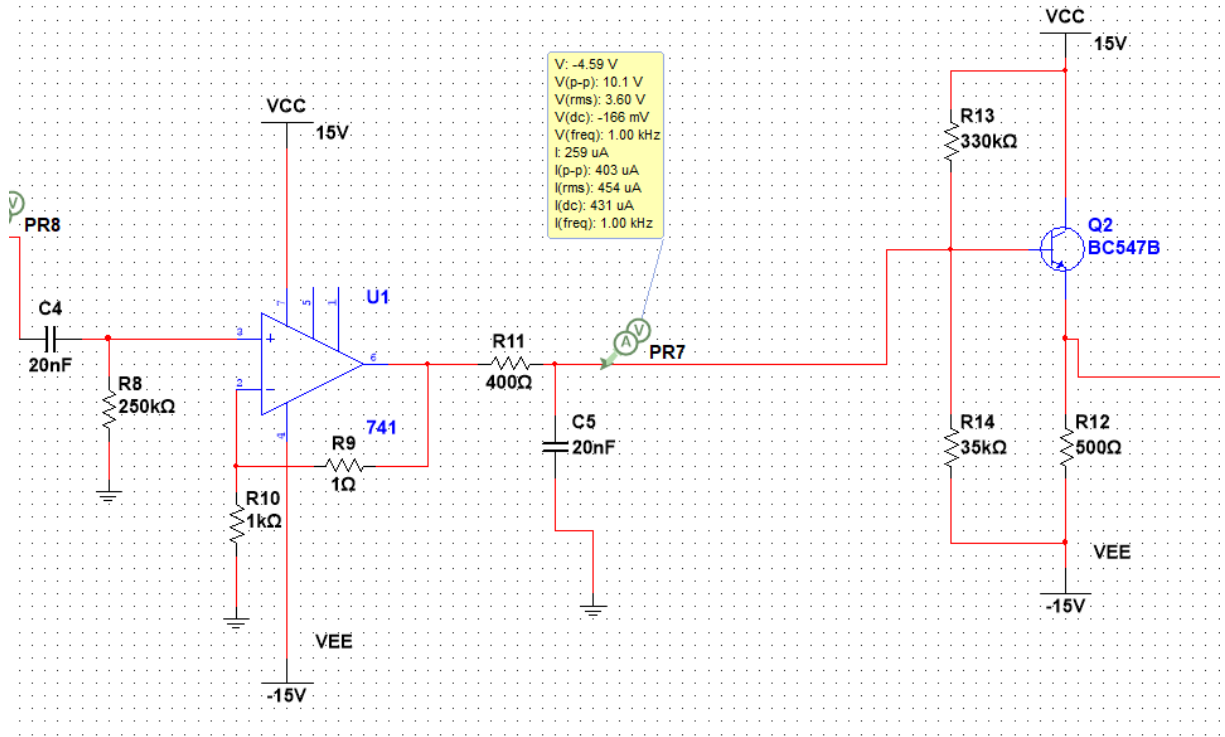 VCC
15V
V: -4.59 V
V(p-p): 10.1 V
V(rms): 3.60 V
V(dc): -166 mV
V(freq): 1.00 kHz
I: 259 uA
I(p-p): 403 uA
I(rms): 454 uA
I(dc): 431 uA
I(freq): 1.00 kHz
VCC
15V
R13
330kΩ
V
PR8
Q2
BC547B
C4
20nF
7
5
1
U1
3
+
R8
250kΩ
2
-
6
4
741
R11
400Ω
A
V
PR7
R9
1Ω
R10
1kΩ
C5
20nF
R14
35kΩ
R12
500Ω
VEE
-15V
VEE
-15V